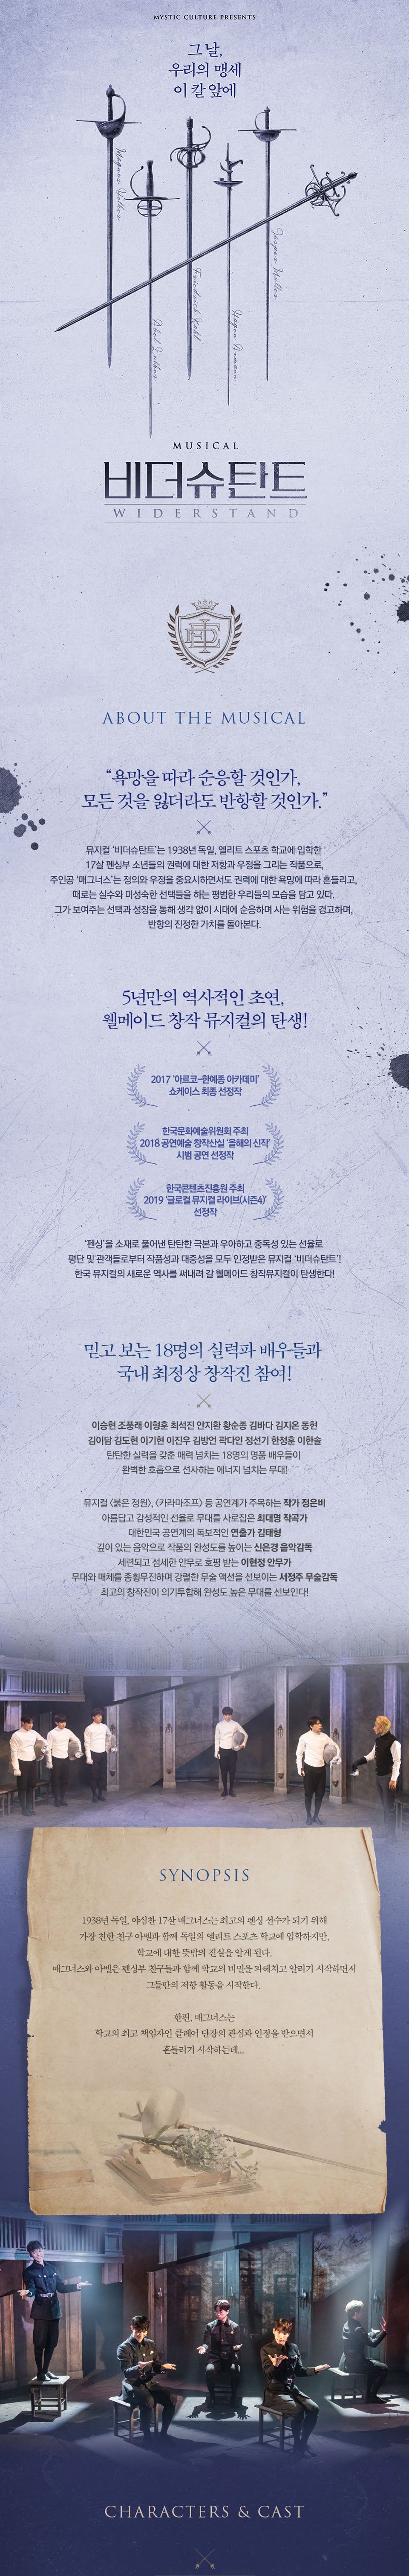 MYSTIC CULTURE PRESENTS
그 날,
우리의 맹세
이 칼 앞에
Magnus Volker
Abel
Friedrich Kahl
Hagen
Jasper Müller
MUSICAL
비더슈탄트
WIDERSTAND
ABOUT THE MUSICAL
“욕망을 따라 순응할 것인가,
모든 것을 잃더라도 반항할 것인가.”
뮤지컬 ‘비더슈탄트’는 1938년 독일, 엘리트 스포츠 학교에 입학한
17살 펜싱부 소년들의 권력에 대한 저항과 우정을 그리는 작품으로,
주인공 ‘매그너스’는 정의와 우정을 중요시하면서도 권력에 대한 욕망에 따라 흔들리고,
때로는 실수와 미성숙한 선택들을 하는 평범한 우리들의 모습을 담고 있다.
그가 보여주는 선택과 성장을 통해 생각 없이 시대에 순응하며 사는 위험을 경고하며,
반항의 진정한 가치를 돌아본다.
5년만의 역사적인 초연,
웰메이드 창작 뮤지컬의 탄생!
2017 ‘아르코-한예종 아카데미’
쇼케이스 최종 선정작
한국문화예술위원회 주최
2018 공연예술 창작산실 ‘올해의 신작’
시범 공연 선정작
한국콘텐츠진흥원 주최
2019 ‘글로컬 뮤지컬 라이브(시즌4)’
선정작
‘펜싱’을 소재로 풀어낸 탄탄한 극본과 우아하고 중독성 있는 선율로
평단 및 관객들로부터 작품성과 대중성을 모두 인정받은 뮤지컬 ‘비더슈탄트’!
한국 뮤지컬의 새로운 역사를 써내려 갈 웰메이드 창작뮤지컬이 탄생한다!
믿고 보는 18명의 실력파 배우들과
국내 최정상 창작진 참여!
이승현 조풍래 이형훈 최석진 안지환 황순종 김바다 김지온 동현
김이담 김도현 이기현 이진우 김방언 곽다인 정선기 한정훈 이한솔
탄탄한 실력을 갖춘 매력 넘치는 18명의 명품 배우들이
완벽한 호흡으로 선사하는 에너지 넘치는 무대!
뮤지컬 <붉은 정원>, <카라마조프> 등 공연계가 주목하는 작가 정은비
아름답고 감성적인 선율로 무대를 사로잡은 최대명 작곡가
대한민국 공연계의 독보적인 연출가 김태형
깊이 있는 음악으로 작품의 완성도를 높이는 신은경 음악감독
세련되고 섬세한 안무로 호평 받는 이현정 안무가
무대와 매체를 종횡무진하며 강렬한 무술 액션을 선보이는 서정주 무술감독
최고의 창작진이 의기투합해 완성도 높은 무대를 선보인다!
SYNOPSIS
1938년 독일, 야심찬 17살 매그너스는 최고의 펜싱 선수가 되기 위해
가장 친한 친구 아벨과 함께 독일의 엘리트 스포츠 학교에 입학하지만,
학교에 대한 뜻밖의 진실을 알게 된다.
매그너스와 아벨은 펜싱부 친구들과 함께 학교의 비밀을 파헤치고 알리기 시작하면서
그들만의 저항 활동을 시작한다.
한편, 매그너스는
학교의 최고 책임자인 클레어 단장의 관심과 인정을 받으면서
흔들리기 시작하는데...
CHARACTERS & CAST